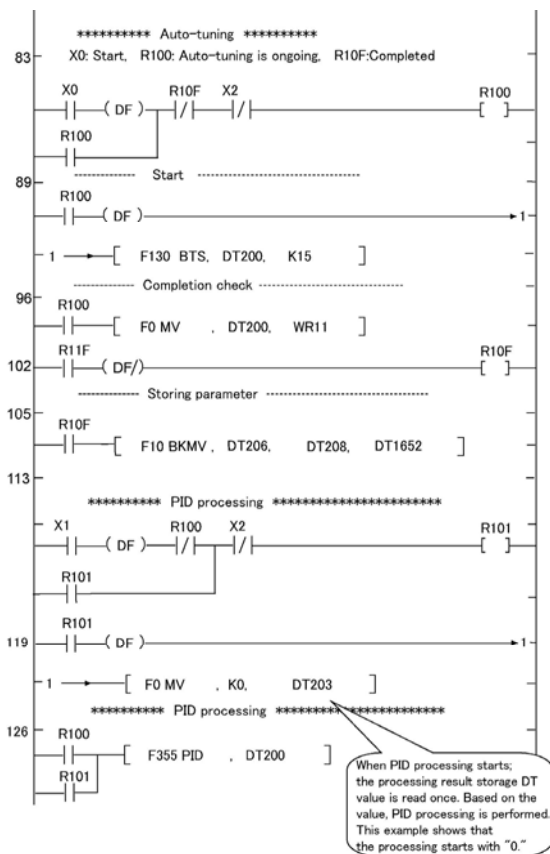 ********** Auto-tuning **********
83 X0: Start, R100: Auto-tuning is ongoing, R10F:Completed
X0 R10F X2 R100
( DF )
R100
89 --------- Start ----------------------
R100
( DF ) 1
1 F130 BTS, DT200, K15
--------- Completion check --------------------
96
R100
F0 MV , DT200, WR11
R11F R10F
102 ( DF/)
--------- Storing parameter ------------------
105
R10F
F10 BKMV , DT206, DT208, DT1652
113
********** PID processing ***********************
X1 R100 X2 R101
( DF )
R101
R101
119 ( DF ) 1
1 F0 MV , K0, DT203
********** PID processing ***********************
126
R100
F355 PID , DT200
R101
When PID processing starts;
the processing result storage DT
value is read once. Based on the
value, PID processing is performed.
This example shows that
the processing starts with "0."